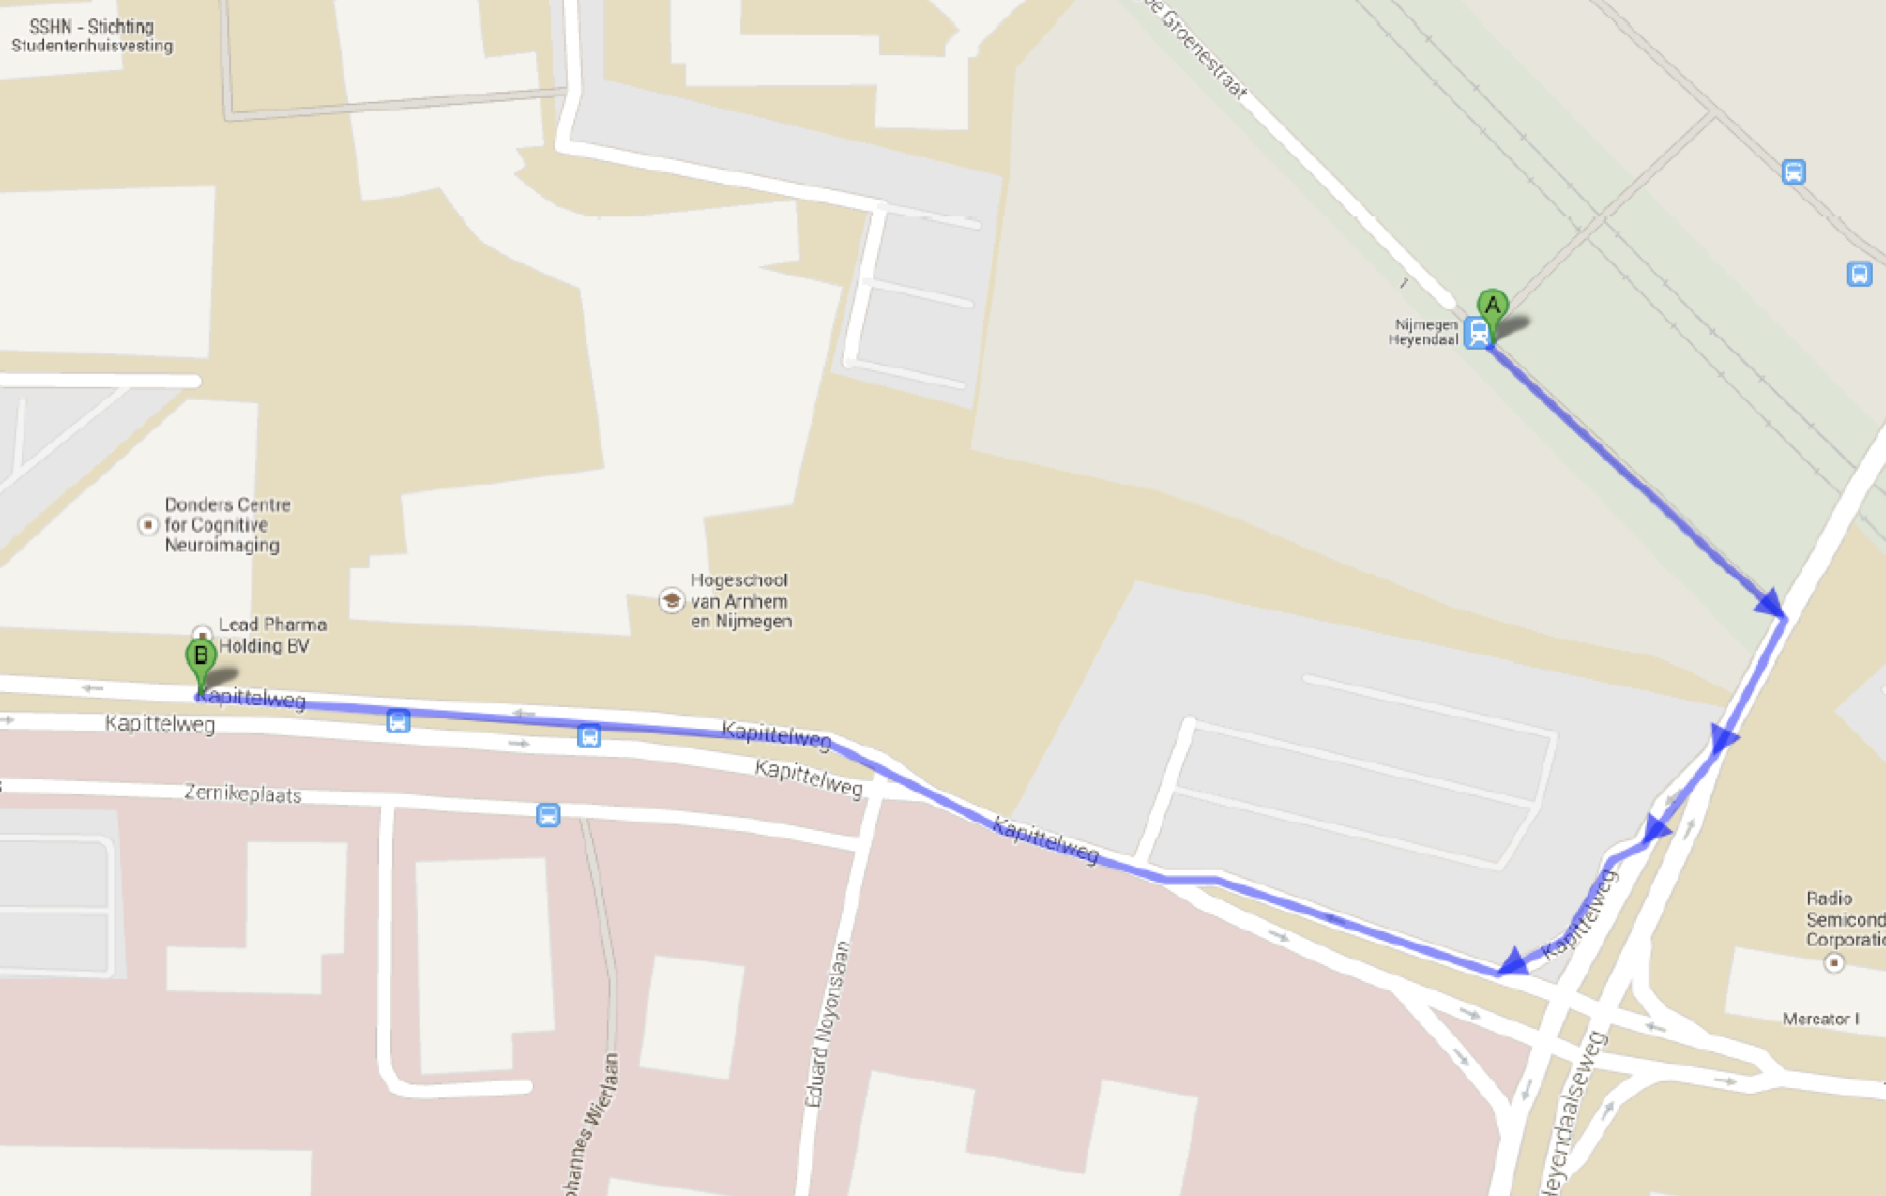 SSHN - Stichting
Studentenhuisvesting
Groenestraat
A
Nijmegen
Heyendaal
Donders Centre
for Cognitive
Neuroimaging
Hogeschool
van Arnhem
en Nijmegen
Lead Pharma
Holding BV
B
Kapittelweg
Kapittelweg
Kapittelweg
Kapittelweg
Zernikeplaats
Kapittelweg
Kapittelweg
Radio
Semicond
Corporatio
Mercator I
Eduard Noyonslaan
ohannes Wierlaan
Heyendaalseweg